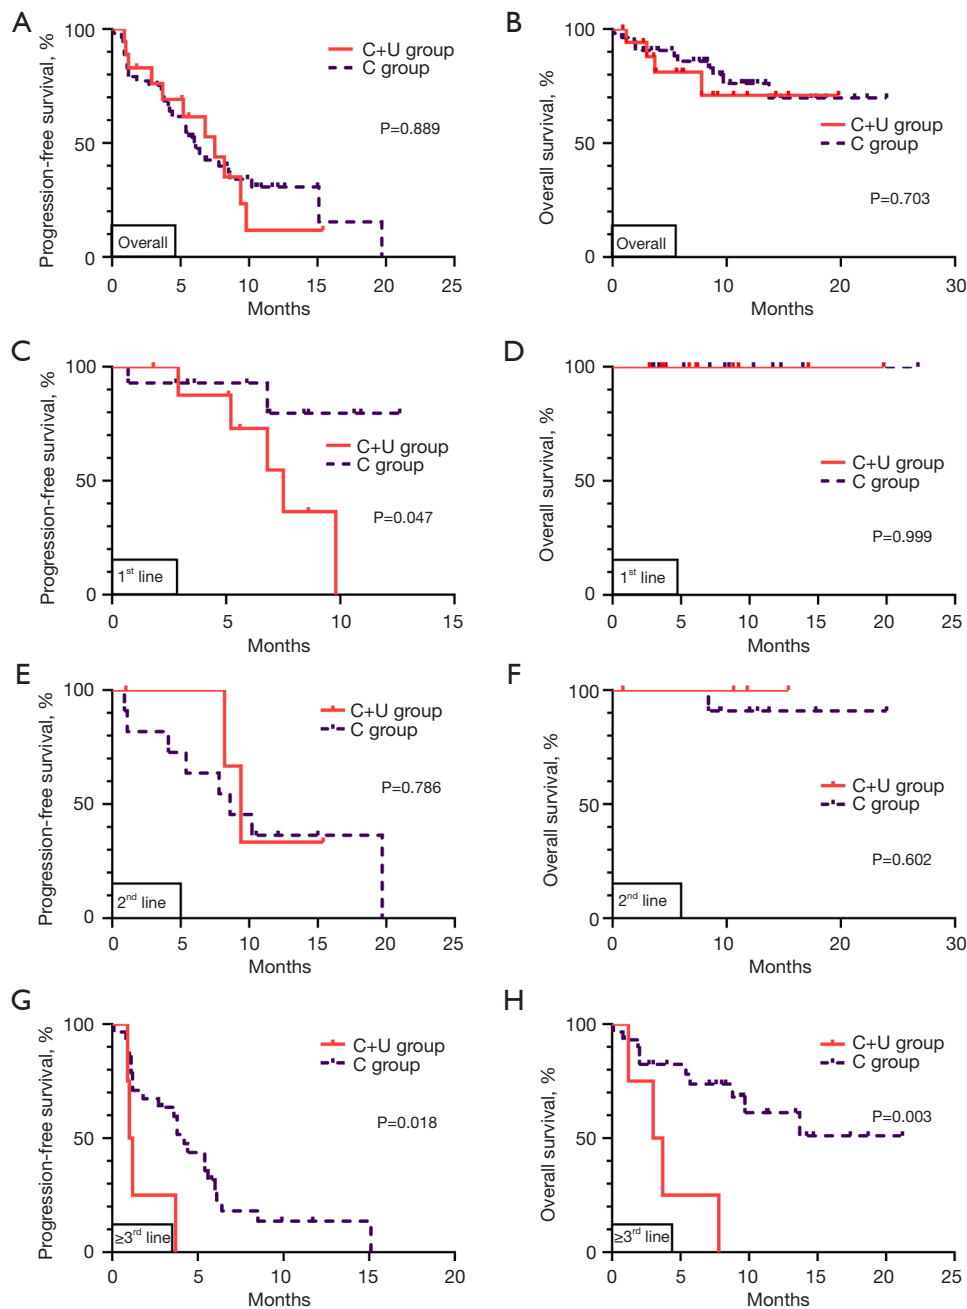 A
Progression-free survival, %
100
50
0
C+U group
C group
P=0.889
Overall
0 5 10 15 20 25
Months
B
Overall survival, %
100
50
0
C+U group
C group
P=0.703
Overall
0 10 20 30
Months
C
Progression-free survival, %
100
50
0
C+U group
C group
P=0.047
1st line
0 5 10 15
Months
D
Overall survival, %
100
50
0
C+U group
C group
P=0.999
1st line
0 5 10 15 20 25
Months
E
Progression-free survival, %
100
50
0
C+U group
C group
P=0.786
2nd line
0 5 10 15 20 25
Months
F
Overall survival, %
100
50
0
C+U group
C group
P=0.602
2nd line
0 10 20 30
Months
G
Progression-free survival, %
100
50
0
C+U group
C group
P=0.018
≥3rd line
0 5 10 15 20
Months
H
Overall survival, %
100
50
0
C+U group
C group
P=0.003
≥3rd line
0 5 10 15 20 25
Months